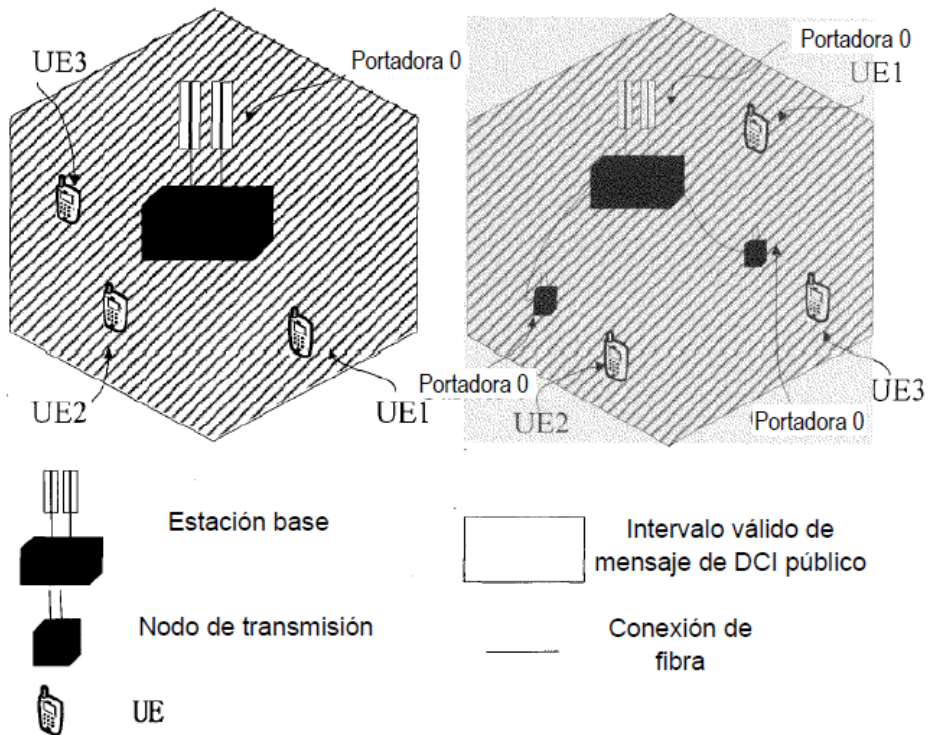 UE3
Portadora 0
UE2
UE1
Portadora 0
UE1
Portadora 0
UE2
UE3
Portadora 0
Estación base
Nodo de transmisión
UE
Intervalo válido de
mensaje de DCI público
Conexión de
fibra